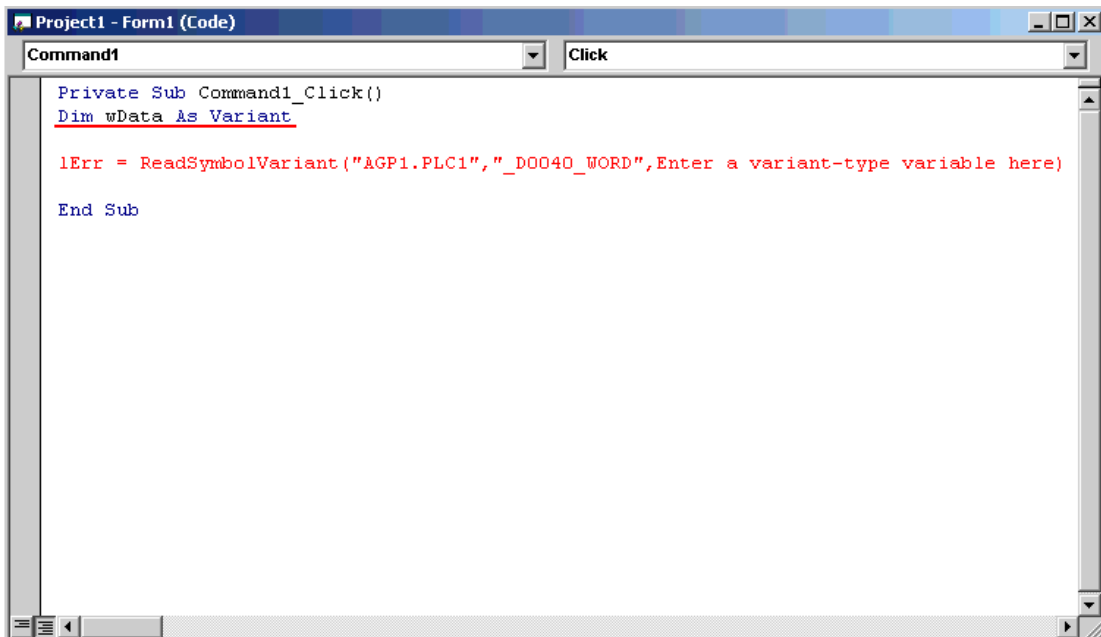 Project1 - Form1 (Code)
Command1 Click
Private Sub Command1_Click()
Dim wData As Variant
lErr = ReadSymbolVariant("AGP1.PLC1","_D0040_WORD",Enter a variant-type variable here)
End Sub